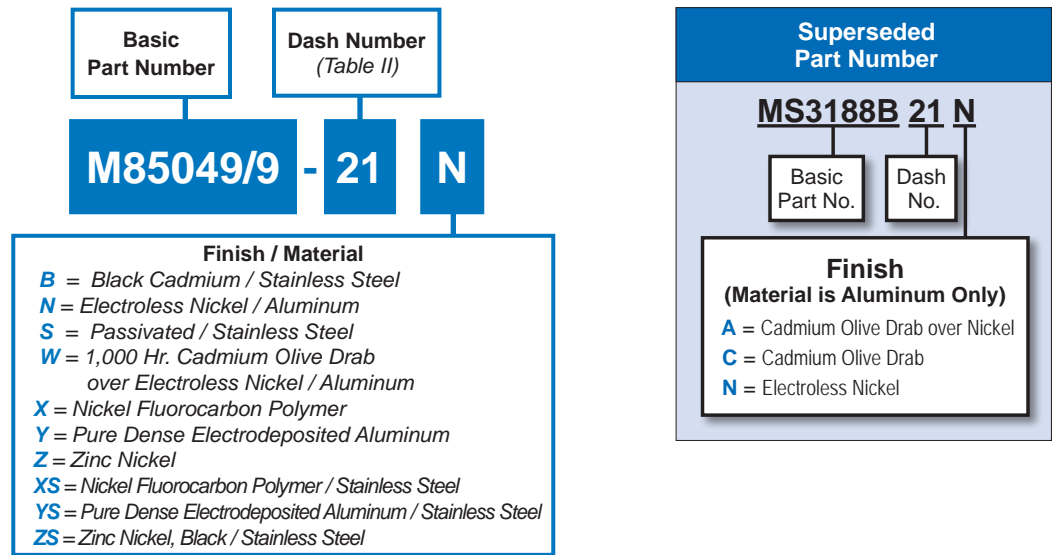 Basic
Part Number
Dash Number
(Table II)
M85049/9 - 21 N
Finish / Material
B = Black Cadmium / Stainless Steel
N = Electroless Nickel / Aluminum
S = Passivated / Stainless Steel
W = 1,000 Hr. Cadmium Olive Drab
over Electroless Nickel / Aluminum
X = Nickel Fluorocarbon Polymer
Y = Pure Dense Electrodeposited Aluminum
Z = Zinc Nickel
XS = Nickel Fluorocarbon Polymer / Stainless Steel
YS = Pure Dense Electrodeposited Aluminum / Stainless Steel
ZS = Zinc Nickel, Black / Stainless Steel
Superseded
Part Number
MS3188B 21 N
Basic
Part No.
Dash
No.
Finish
(Material is Aluminum Only)
A = Cadmium Olive Drab over Nickel
C = Cadmium Olive Drab
N = Electroless Nickel